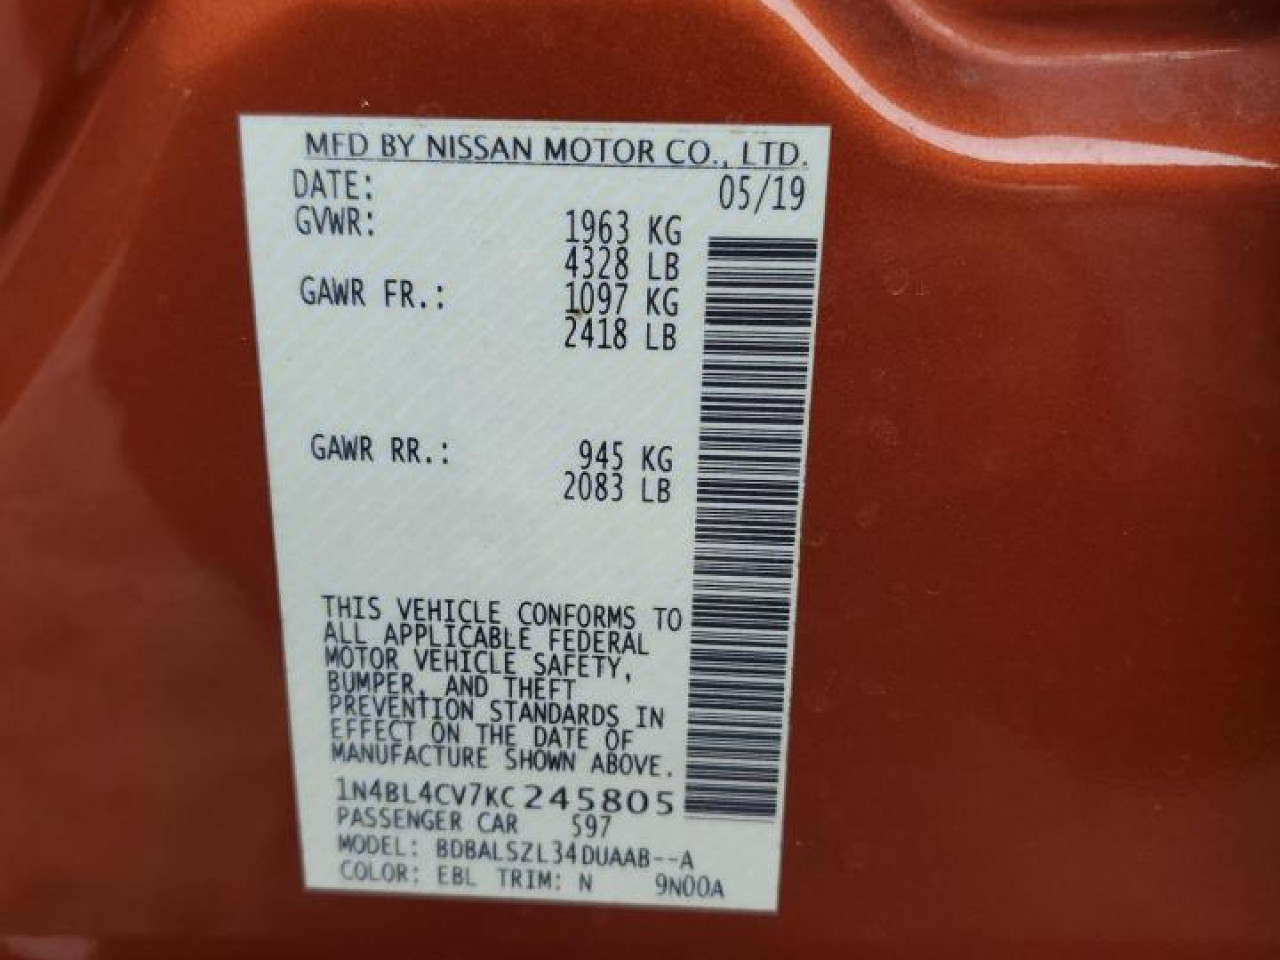 MFD BY NISSAN MOTOR CO., LTD.
DATE: 05/19
GVWR: 1963 KG
4328 LB
GAWR FR.: 1097 KG
2418 LB
GAWR RR.: 945 KG
2083 LB
THIS VEHICLE CONFORMS TO
ALL APPLICABLE FEDERAL
MOTOR VEHICLE SAFETY,
BUMPER, AND THEFT
PREVENTION STANDARDS IN
EFFECT ON THE DATE OF
MANUFACTURE SHOWN ABOVE.
1N4BL4CV7KC245805
PASSENGER CAR 597
MODEL: BDBALSZL34DUAAB--A
COLOR: EBL TRIM: N 9N00A